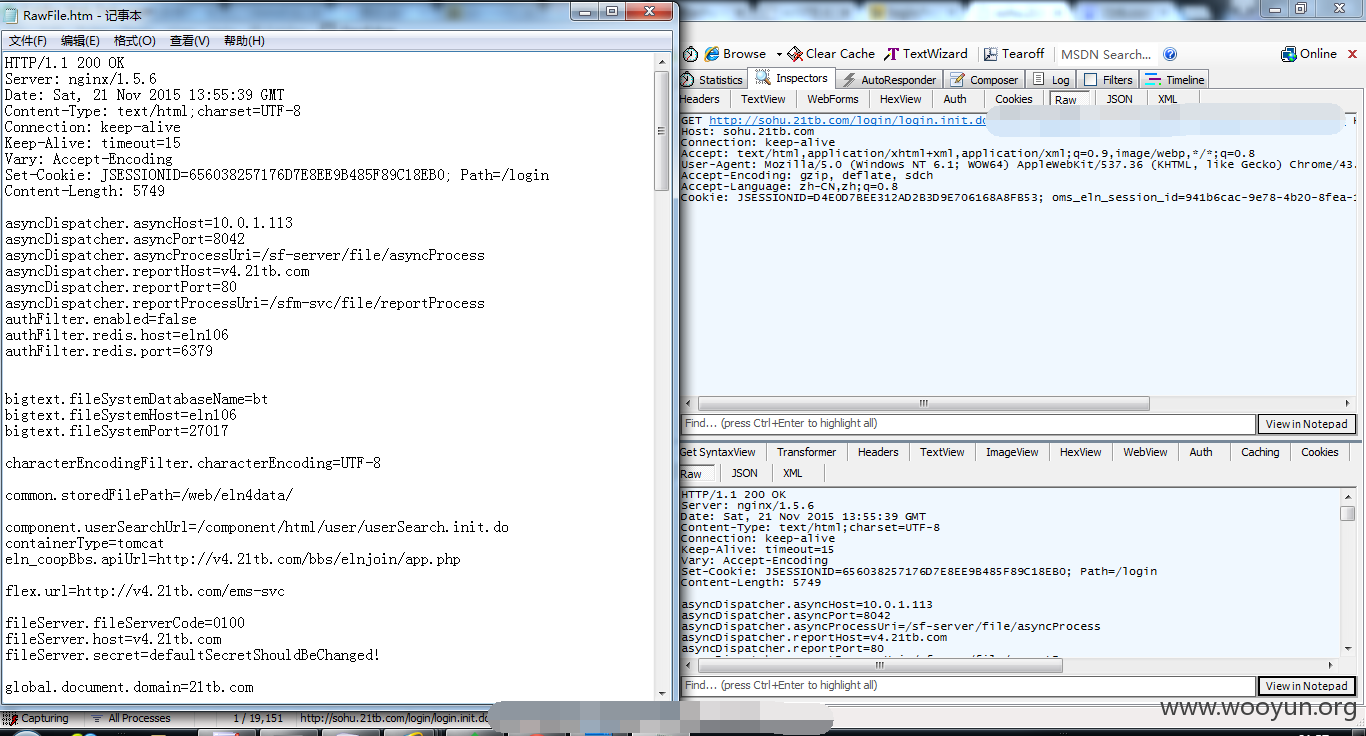 RawFile.htm - 记事本
文件(F) 编辑(E) 格式(O) 查看(V) 帮助(H)
HTTP/1.1 200 OK
Server: nginx/1.5.6
Date: Sat, 21 Nov 2015 13:55:39 GMT
Content-Type: text/html;charset=UTF-8
Connection: keep-alive
Keep-Alive: timeout=15
Vary: Accept-Encoding
Set-Cookie: JSESSIONID=656038257176D7E8EE9B485F89C18EB0; Path=/login
Content-Length: 5749
asyncDispatcher.asyncHost=10.0.1.113
asyncDispatcher.asyncPort=8042
asyncDispatcher.asyncProcessUri=/sf-server/file/asyncProcess
asyncDispatcher.reportHost=v4.21tb.com
asyncDispatcher.reportPort=80
asyncDispatcher.reportProcessUri=/sfm-svc/file/reportProcess
authFilter.enabled=false
authFilter.redis.host=eln106
authFilter.redis.port=6379
bigtext.fileSystemDatabaseName=bt
bigtext.fileSystemHost=eln106
bigtext.fileSystemPort=27017
characterEncodingFilter.characterEncoding=UTF-8
common.storedFilePath=/web/eln4data/
component.userSearchUrl=/component/html/user/userSearch.init.do
containerType=tomcat
eln_coopBbs.apiUrl=http://v4.21tb.com/bbs/elnjoin/app.php
flex.url=http://v4.21tb.com/ems-svc
fileServer.fileServerCode=0100
fileServer.host=v4.21tb.com
fileServer.secret=defaultSecretShouldBeChanged!
global.document.domain=21tb.com
Browse Clear Cache TextWizard Tearoff MSDN Search... Online
Statistics Inspectors AutoResponder Composer Log Filters Timeline
Headers TextView WebForms HexView Auth Cookies Raw JSON XML
GET http://sohu.21tb.com/login/login.init.do
Host: sohu.21tb.com
Connection: keep-alive
Accept: text/html,application/xhtml+xml,application/xml;q=0.9,image/webp,*/*;q=0.8
User-Agent: Mozilla/5.0 (Windows NT 6.1; WOW64) AppleWebKit/537.36 (KHTML, like Gecko) Chrome/43.
Accept-Encoding: gzip, deflate, sdch
Accept-Language: zh-CN,zh;q=0.8
Cookie: JSESSIONID=D4E0D7BEE312AD2B3D9E706168A8FB53; oms_eln_session_id=941b6cac-9e78-4b20-8fea-
Find... (press Ctrl+Enter to highlight all) View in Notepad
Get SyntaxView Transformer Headers TextView ImageView HexView WebView Auth Caching Cookies
Raw JSON XML
HTTP/1.1 200 OK
Server: nginx/1.5.6
Date: Sat, 21 Nov 2015 13:55:39 GMT
Content-Type: text/html;charset=UTF-8
Connection: keep-alive
Keep-Alive: timeout=15
Vary: Accept-Encoding
Set-Cookie: JSESSIONID=656038257176D7E8EE9B485F89C18EB0; Path=/login
Content-Length: 5749
asyncDispatcher.asyncHost=10.0.1.113
asyncDispatcher.asyncPort=8042
asyncDispatcher.asyncProcessUri=/sf-server/file/asyncProcess
asyncDispatcher.reportHost=v4.21tb.com
asyncDispatcher.reportPort=80
Find... (press Ctrl+Enter to highlight all) View in Notepad
Capturing All Processes 1 / 19,151 http://sohu.21tb.com/login/login.init.do
www.wooyun.org